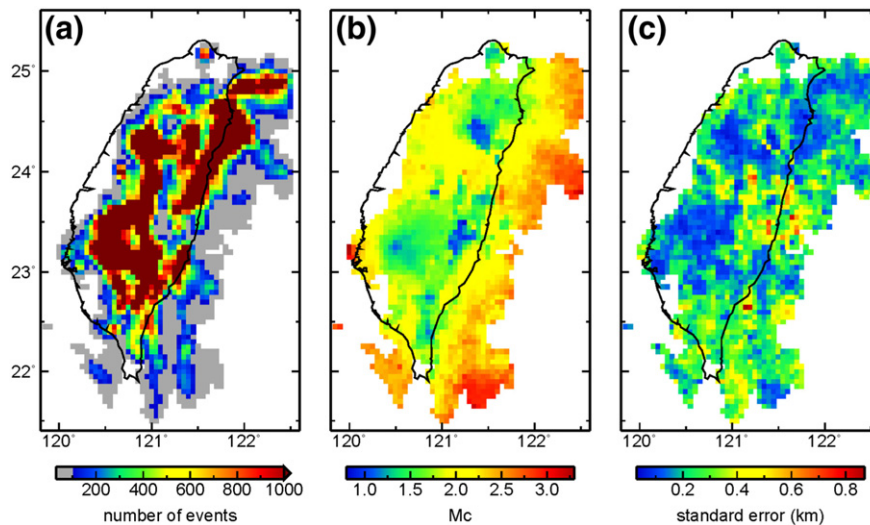 (a)
(b)
(c)
25°
24°
23°
22°
120° 121° 122°
120° 121° 122°
120° 121° 122°
200 400 600 800 1000
number of events
1.0 1.5 2.0 2.5 3.0
Mc
0.2 0.4 0.6 0.8
standard error (km)